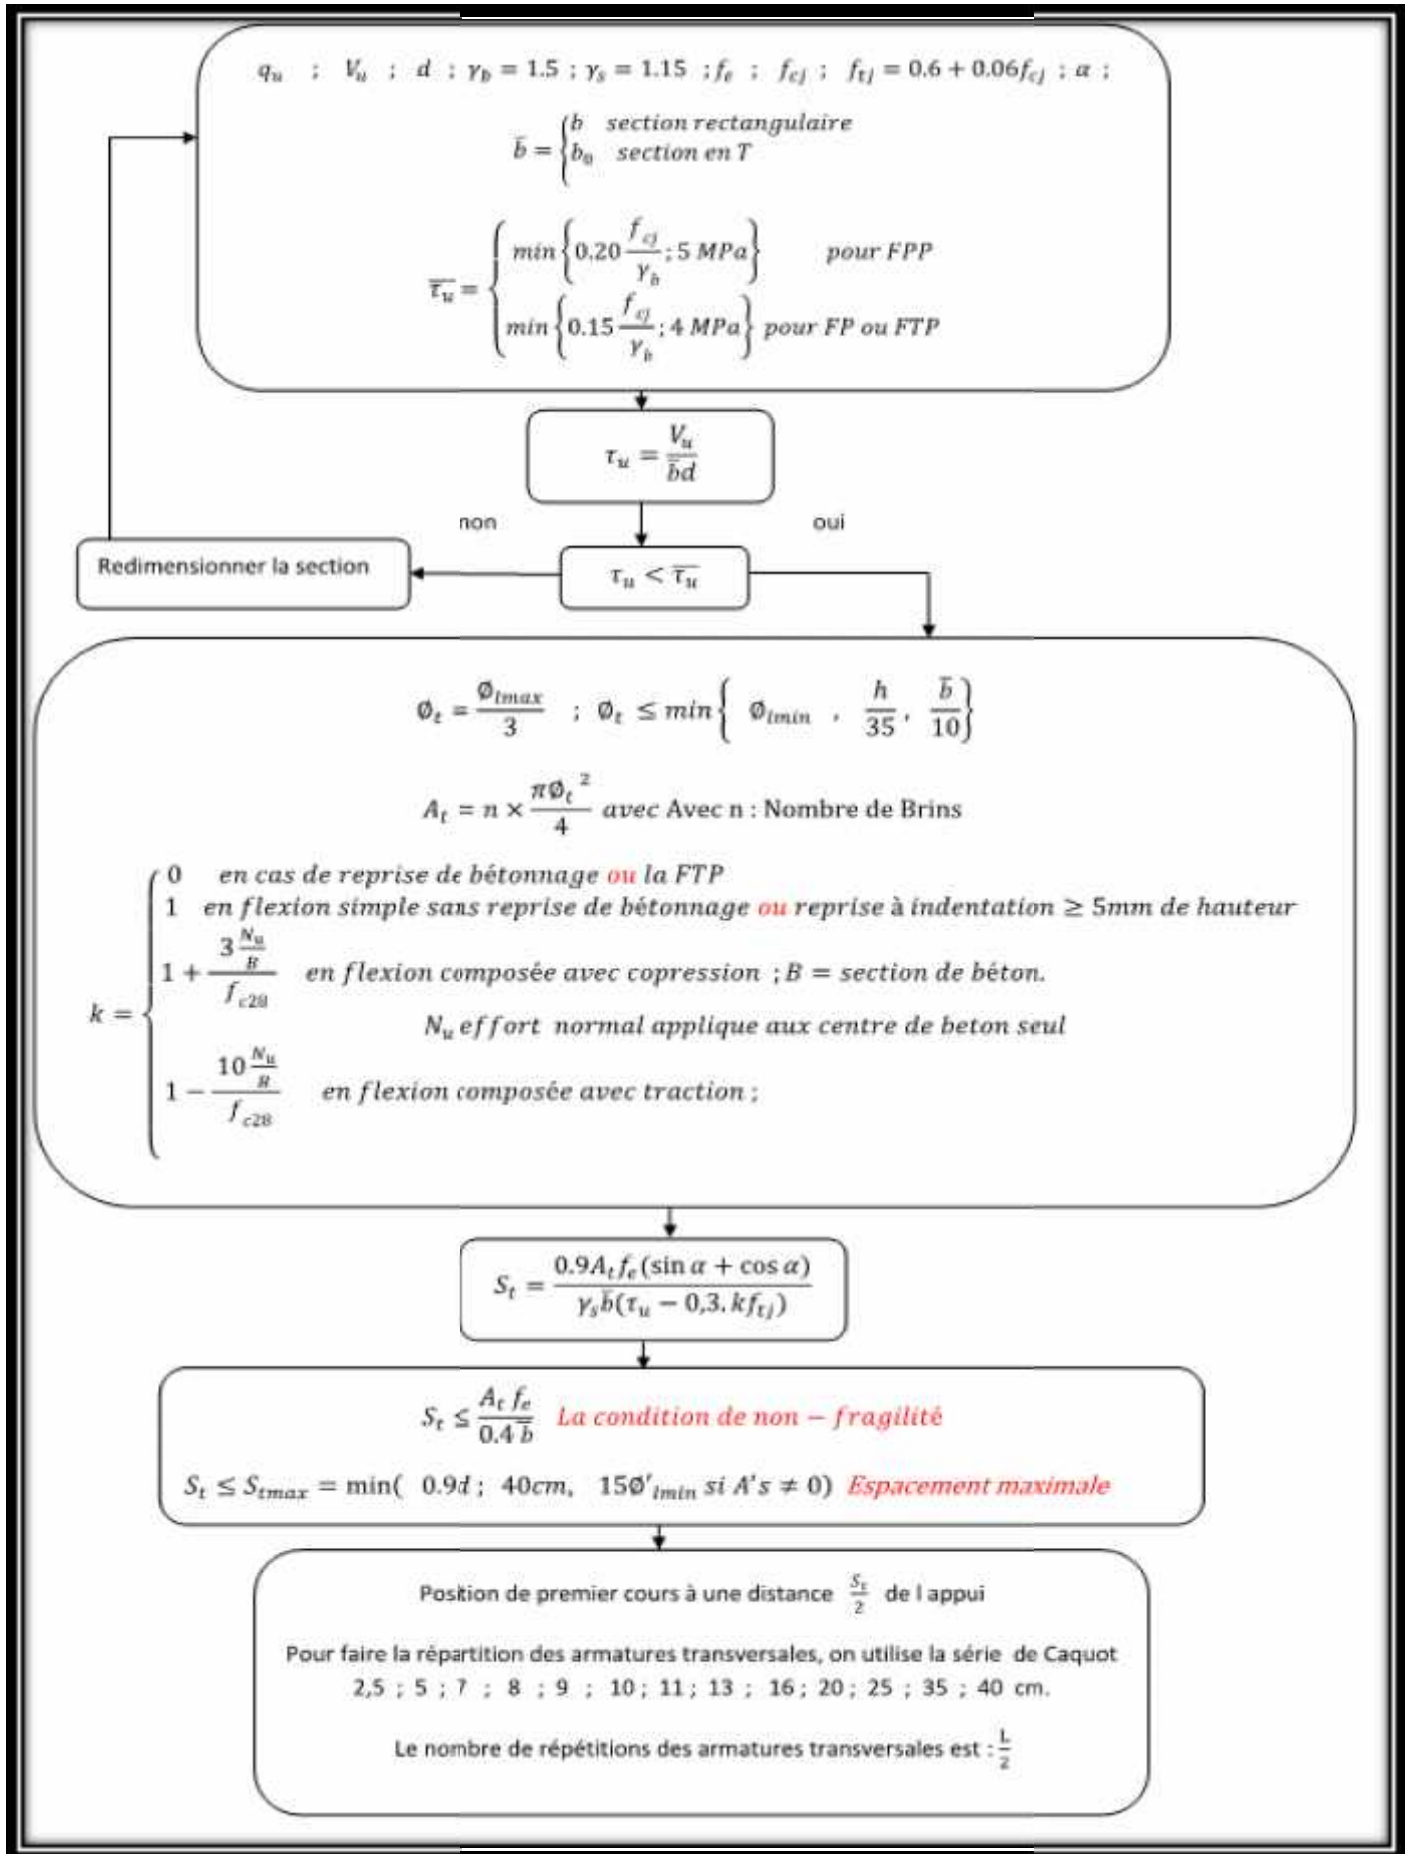 q_u ; V_u ; d ; γ_b = 1.5 ; γ_s = 1.15 ; f_e ; f_cj ; f_tj = 0.6 + 0.06f_cj ; α ;
b̅ = { b section rectangulaire
b_0 section en T
τ_u̅ = { min { 0.20 f_cj/γ_b ; 5 MPa } pour FPP
min { 0.15 f_cj/γ_b ; 4 MPa } pour FP ou FTP
τ_u = V_u / b̅d
non oui
Redimensionner la section
τ_u < τ_u̅
Ø_t = Ø_lmax/3 ; Ø_t ≤ min { Ø_lmin , h/35 , b̅/10 }
A_t = n × πØ_t²/4 avec Avec n : Nombre de Brins
k = { 0 en cas de reprise de bétonnage ou la FTP
1 en flexion simple sans reprise de bétonnage ou reprise à indentation ≥ 5mm de hauteur
1 + (3 N_u/B)/f_c28 en flexion composée avec copression ; B = section de béton.
N_u effort normal applique aux centre de beton seul
1 − (10 N_u/B)/f_c28 en flexion composée avec traction ;
S_t = 0.9A_t f_e (sin α + cos α) / γ_s b̅(τ_u − 0,3. kf_tj)
S_t ≤ A_t f_e / 0.4 b̅ La condition de non − fragilité
S_t ≤ S_tmax = min( 0.9d ; 40cm, 15Ø'_lmin si A's ≠ 0) Espacement maximale
Position de premier cours à une distance S_t/2 de l appui
Pour faire la répartition des armatures transversales, on utilise la série de Caquot
2,5 ; 5 ; 7 ; 8 ; 9 ; 10 ; 11 ; 13 ; 16 ; 20 ; 25 ; 35 ; 40 cm.
Le nombre de répétitions des armatures transversales est : L/2